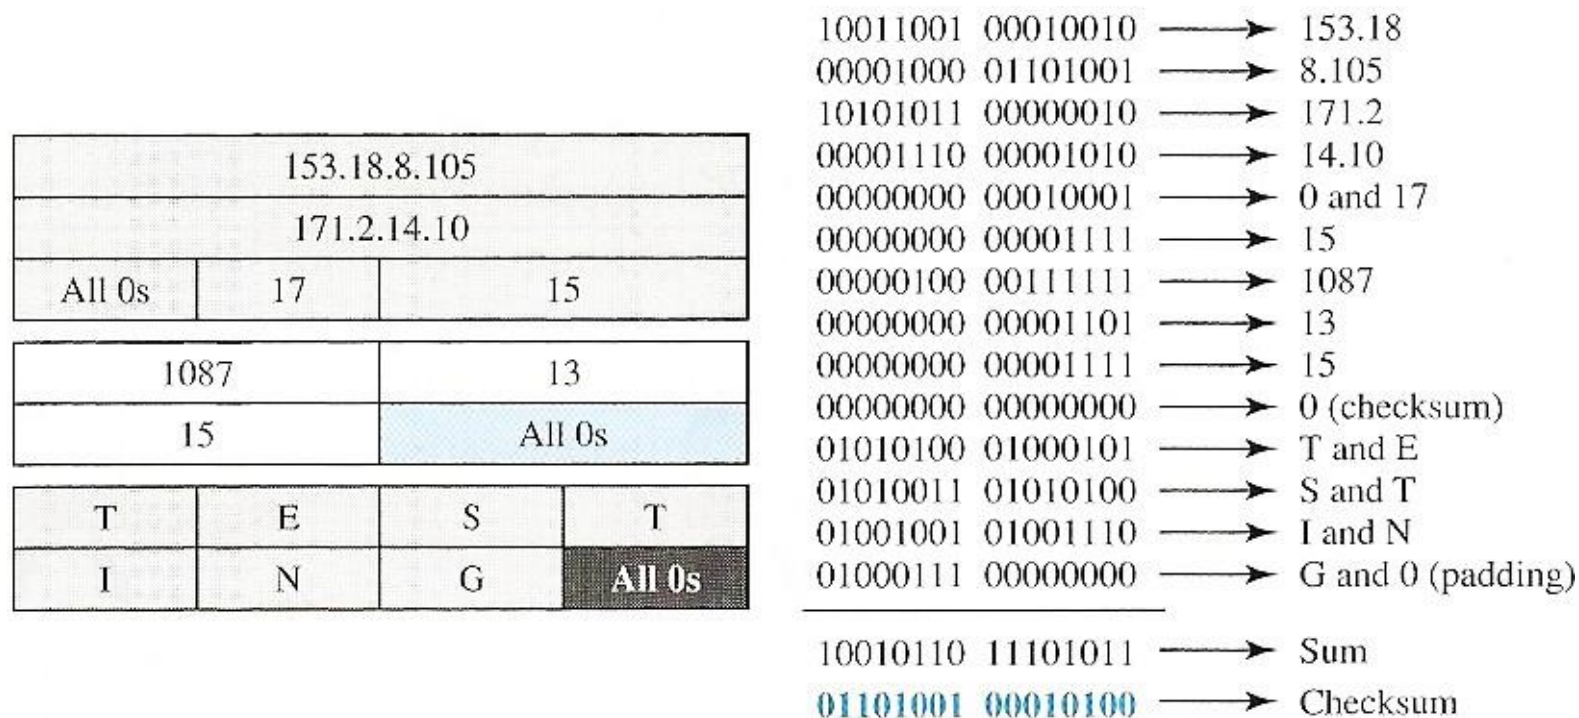 153.18.8.105
171.2.14.10
All 0s 17 15
1087 13
15 All 0s
T E S T
I N G All 0s
10011001 00010010 153.18
00001000 01101001 8.105
10101011 00000010 171.2
00001110 00001010 14.10
00000000 00010001 0 and 17
00000000 00001111 15
00000100 00111111 1087
00000000 00001101 13
00000000 00001111 15
00000000 00000000 0 (checksum)
01010100 01000101 T and E
01010011 01010100 S and T
01001001 01001110 I and N
01000111 00000000 G and 0 (padding)
10010110 11101011 Sum
01101001 00010100 Checksum